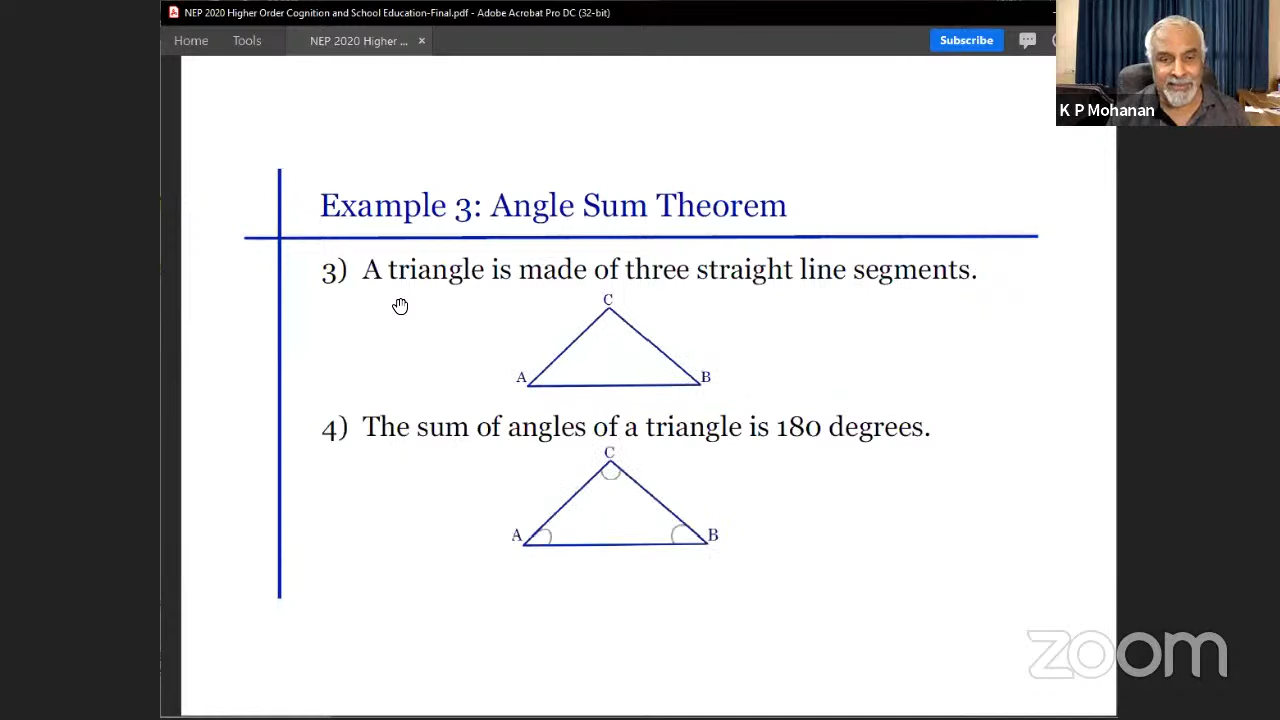 NEP 2020 Higher Order Cognition and School Education-Final.pdf - Adobe Acrobat Pro DC (32-bit)
Home Tools NEP 2020 Higher ... × Subscribe
K P Mohanan
Example 3: Angle Sum Theorem
3) A triangle is made of three straight line segments.
C
A B
4) The sum of angles of a triangle is 180 degrees.
C
A B
zoom